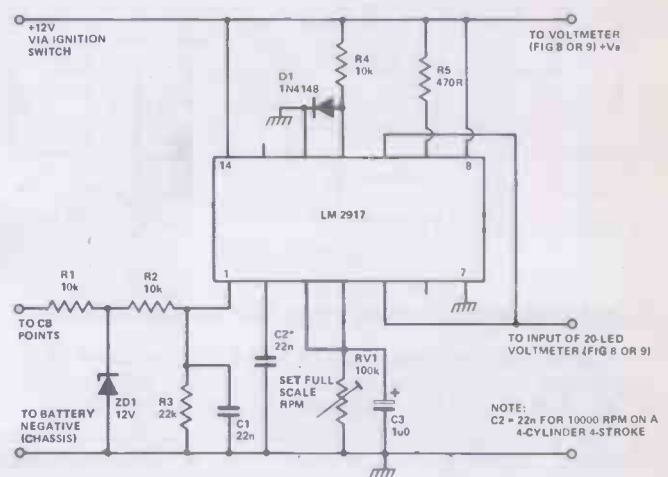 +12V
VIA IGNITION
SWITCH
TO VOLTMETER
(FIG 8 OR 9) +Ve
R4
10k
D1
1N4148
R5
470R
14
8
LM 2917
1
7
R1
10k
R2
10k
TO CB
POINTS
C2*
22n
SET FULL
SCALE
RPM
RV1
100k
+
C3
1u0
TO INPUT OF 20-LED
VOLTMETER (FIG 8 OR 9)
ZD1
12V
R3
22k
C1
22n
TO BATTERY
NEGATIVE
(CHASSIS)
NOTE:
C2 = 22n FOR 10000 RPM ON A
4-CYLINDER 4-STROKE